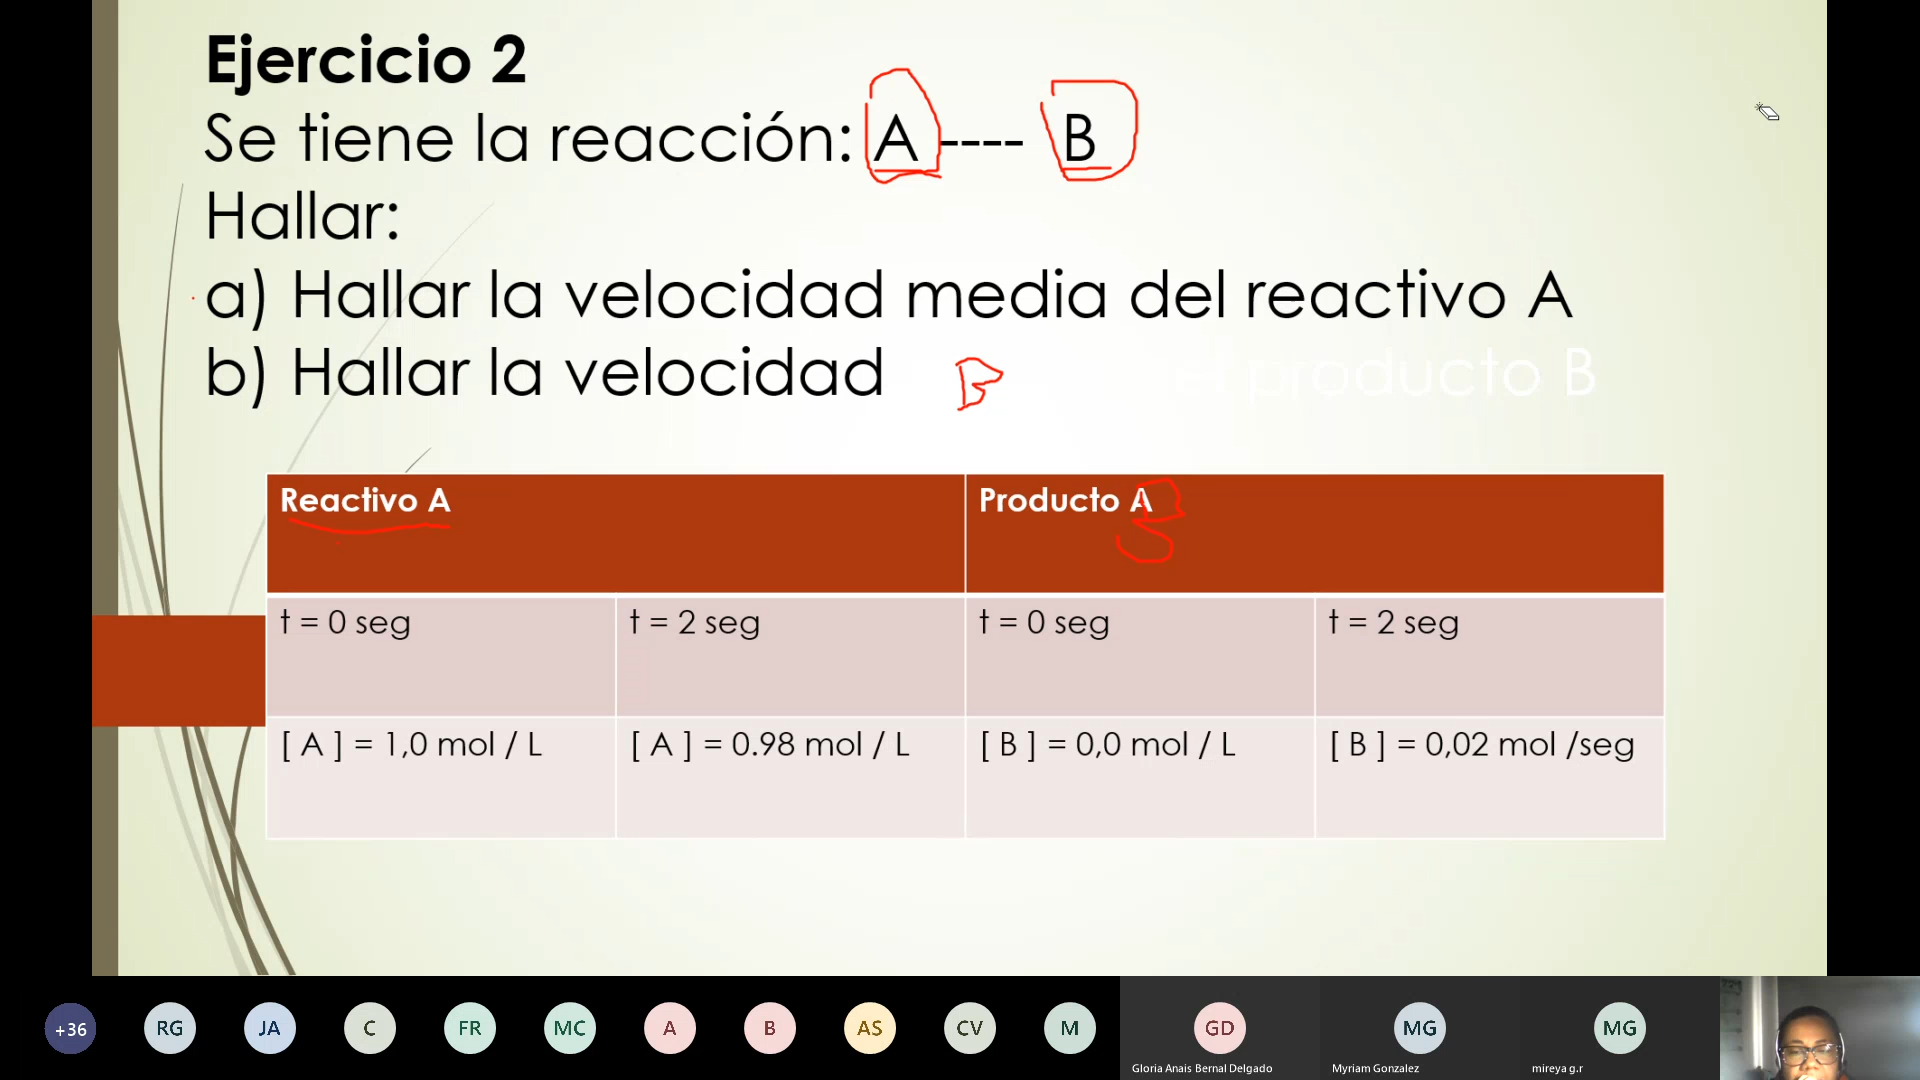 Ejercicio 2
Se tiene la reacción: A---- B
Hallar:
a) Hallar la velocidad media del reactivo A
b) Hallar la velocidad B el producto B
Reactivo A
Producto A B
t = 0 seg
t = 2 seg
t = 0 seg
t = 2 seg
[ A ] = 1,0 mol / L
[ A ] = 0.98 mol / L
[ B ] = 0,0 mol / L
[ B ] = 0,02 mol /seg
+36
RG
JA
C
FR
MC
A
B
AS
CV
M
GD
MG
MG
Gloria Anais Bernal Delgado
Myriam Gonzalez
mireya g.r